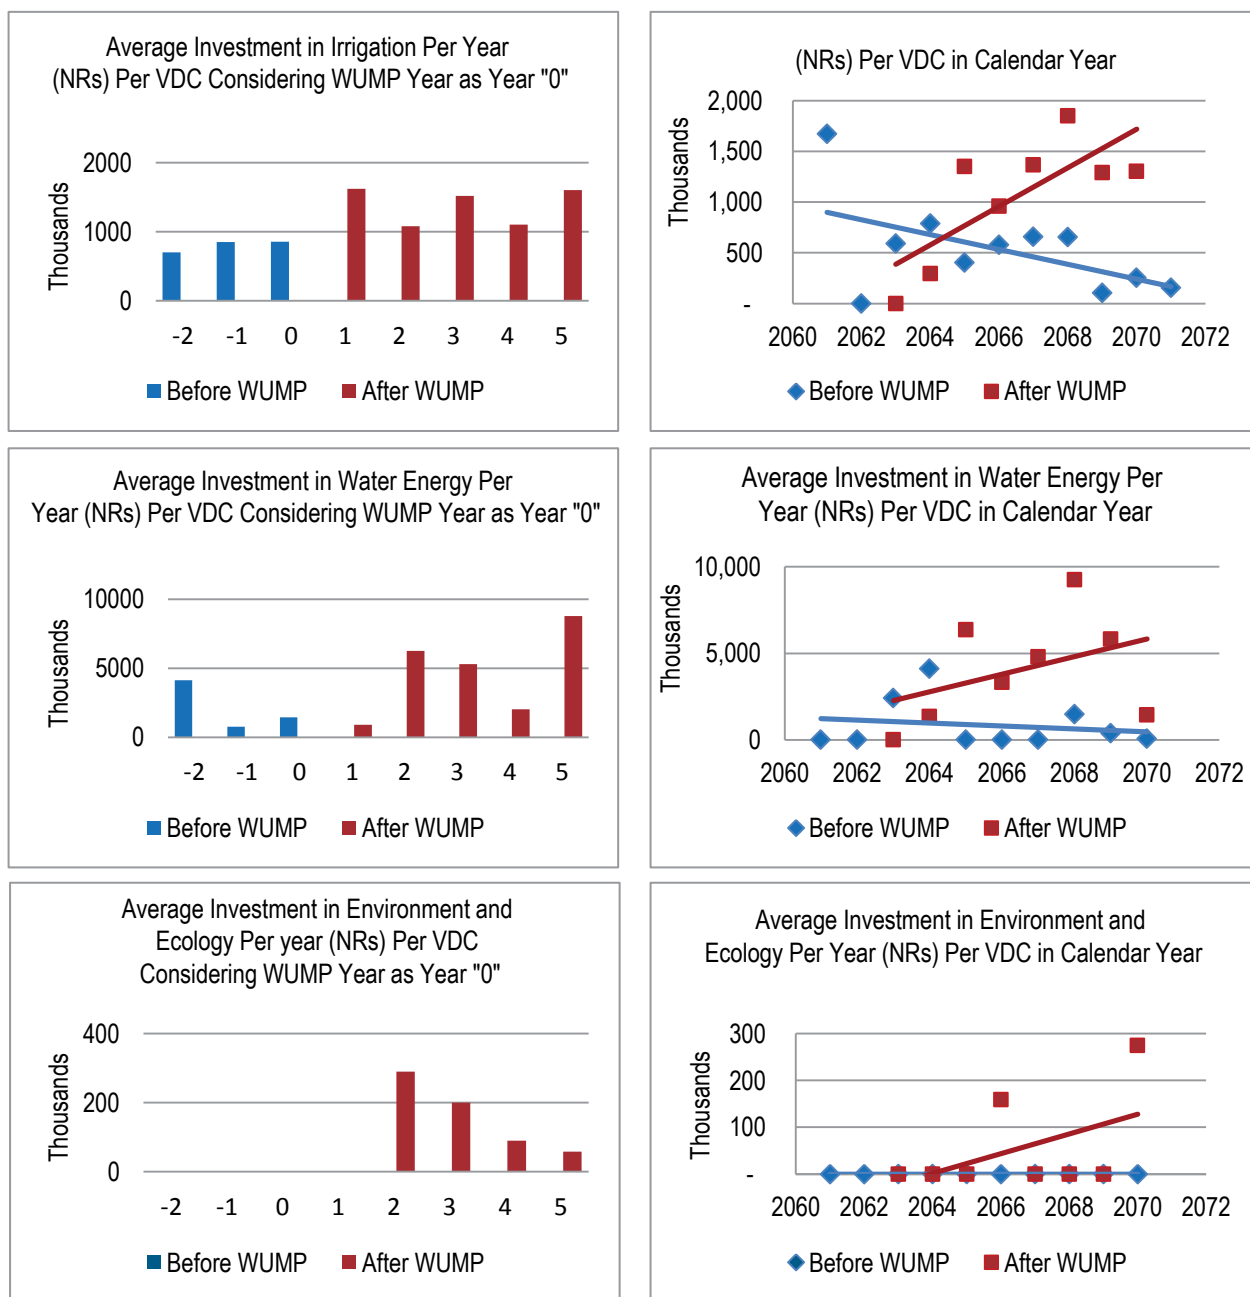 Average Investment in Irrigation Per Year
(NRs) Per VDC Considering WUMP Year as Year "0"
Thousands
2000
1000
0
-2 -1 0 1 2 3 4 5
Before WUMP After WUMP
(NRs) Per VDC in Calendar Year
Thousands
2,000
1,500
1,000
500
-
2060 2062 2064 2066 2068 2070 2072
Before WUMP After WUMP
Average Investment in Water Energy Per
Year (NRs) Per VDC Considering WUMP Year as Year "0"
Thousands
10000
5000
0
-2 -1 0 1 2 3 4 5
Before WUMP After WUMP
Average Investment in Water Energy Per
Year (NRs) Per VDC in Calendar Year
Thousands
10,000
5,000
0
2060 2062 2064 2066 2068 2070 2072
Before WUMP After WUMP
Average Investment in Environment and
Ecology Per year (NRs) Per VDC
Considering WUMP Year as Year "0"
Thousands
400
200
0
-2 -1 0 1 2 3 4 5
Before WUMP After WUMP
Average Investment in Environment and
Ecology Per Year (NRs) Per VDC in Calendar Year
Thousands
300
200
100
-
2060 2062 2064 2066 2068 2070 2072
Before WUMP After WUMP